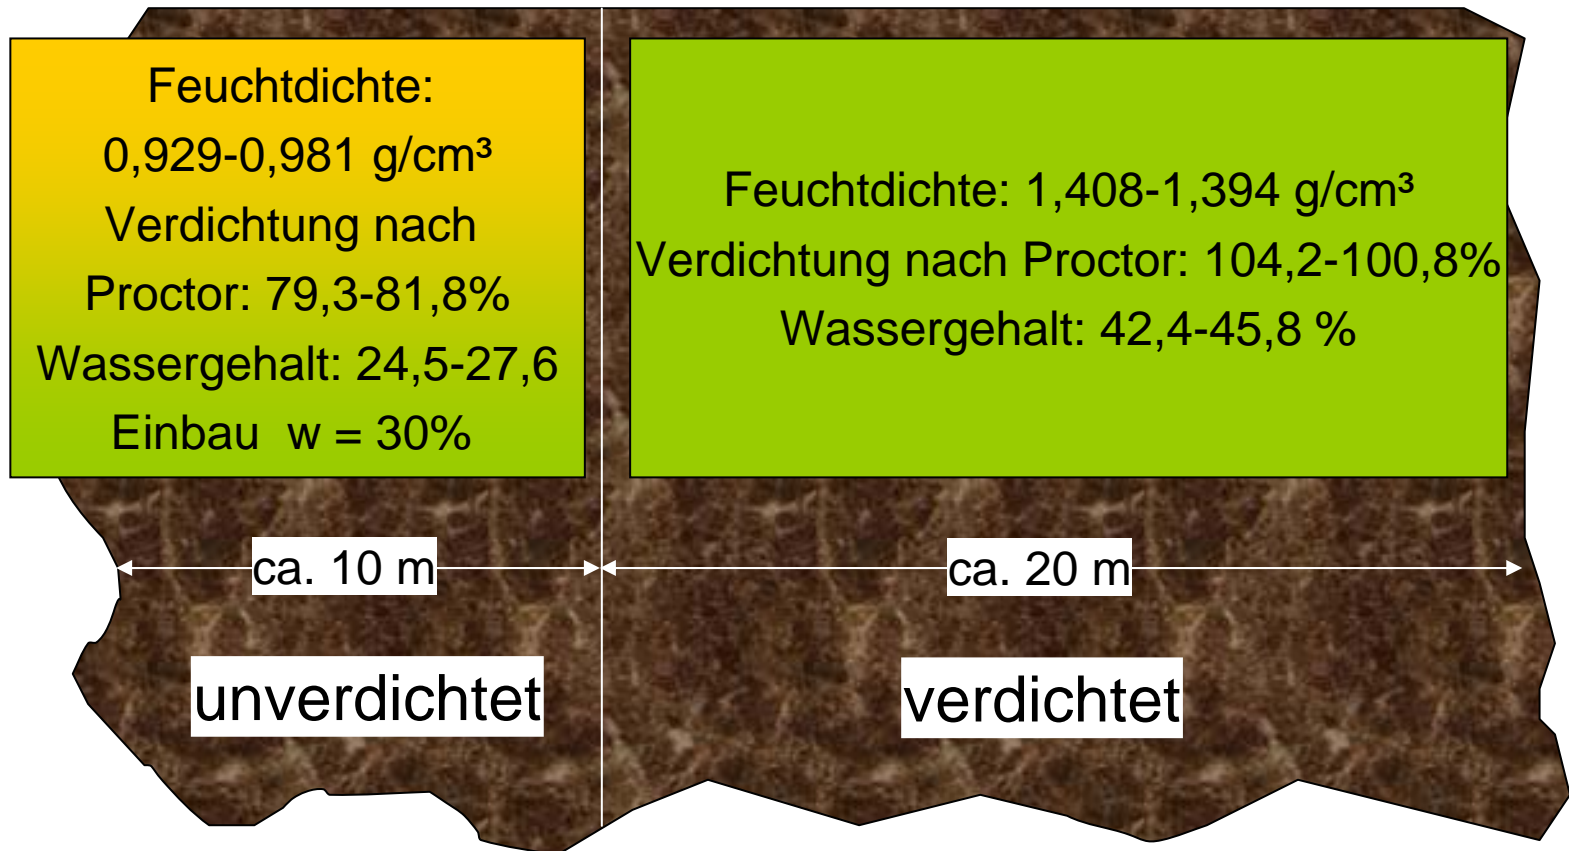 Feuchtdichte:
0,929-0,981 g/cm³
Verdichtung nach
Proctor: 79,3-81,8%
Wassergehalt: 24,5-27,6
Einbau w = 30%
Feuchtdichte: 1,408-1,394 g/cm³
Verdichtung nach Proctor: 104,2-100,8%
Wassergehalt: 42,4-45,8 %
ca. 10 m
ca. 20 m
unverdichtet
verdichtet